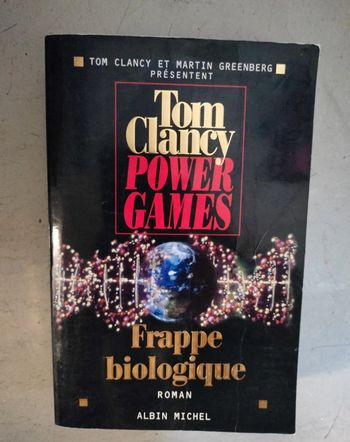 TOM CLANCY ET MARTIN GREENBERG
PRÉSENTENT
Tom
Clancy
POWER
GAMES
Frappe
biologique
ROMAN
ALBIN MICHEL